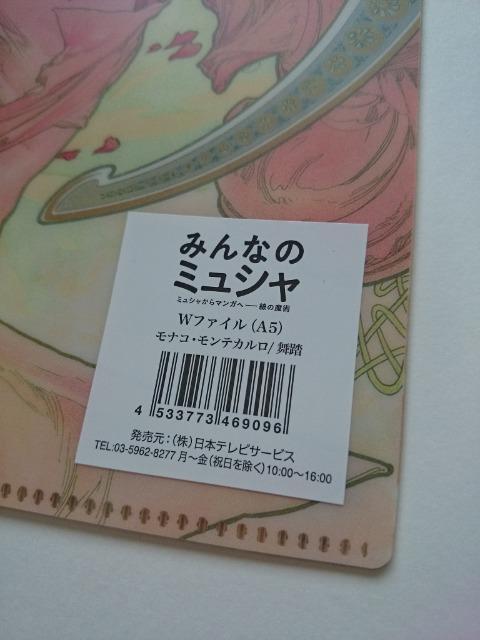 みんなの
ミュシャ
ミュシャからマンガへ——線の魔術
Wファイル（A5）
モナコ・モンテカルロ/舞踏
4 533773 469096
発売元：（株）日本テレビサービス
TEL:03-5962-8277 月～金（祝日を除く）10:00～16:00